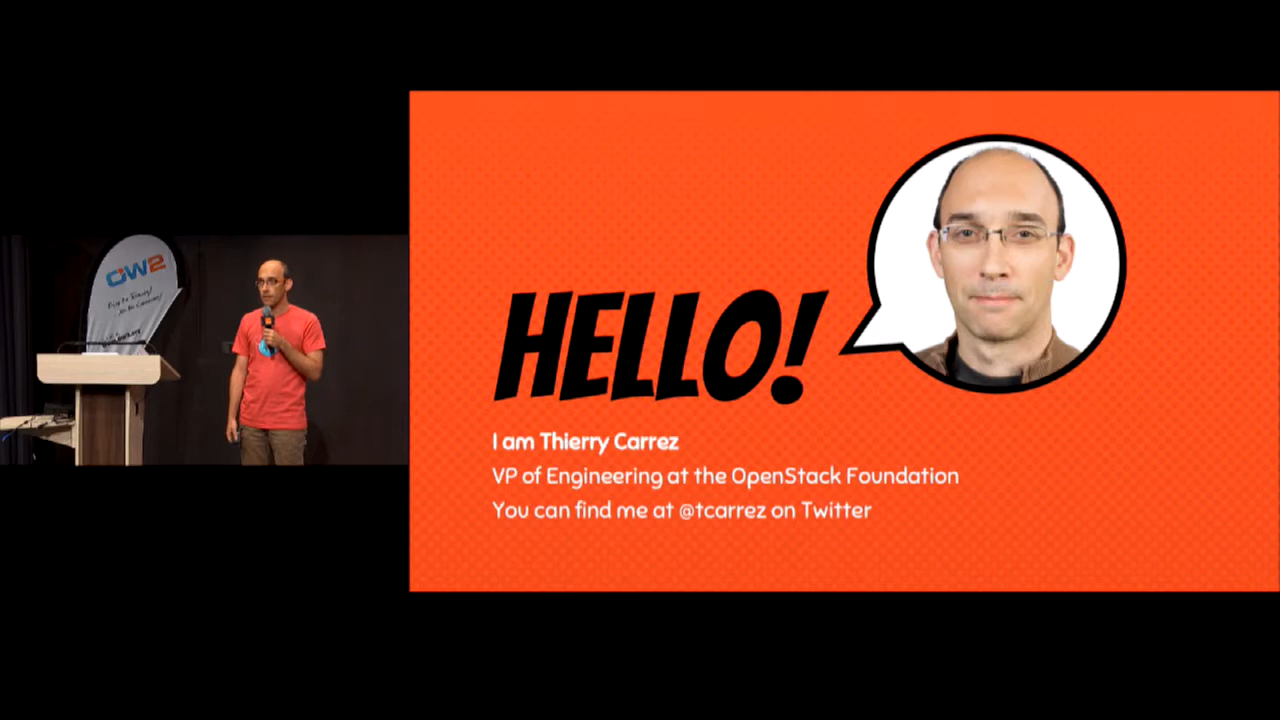 OW2
HELLO!
I am Thierry Carrez
VP of Engineering at the OpenStack Foundation
You can find me at @tcarrez on Twitter